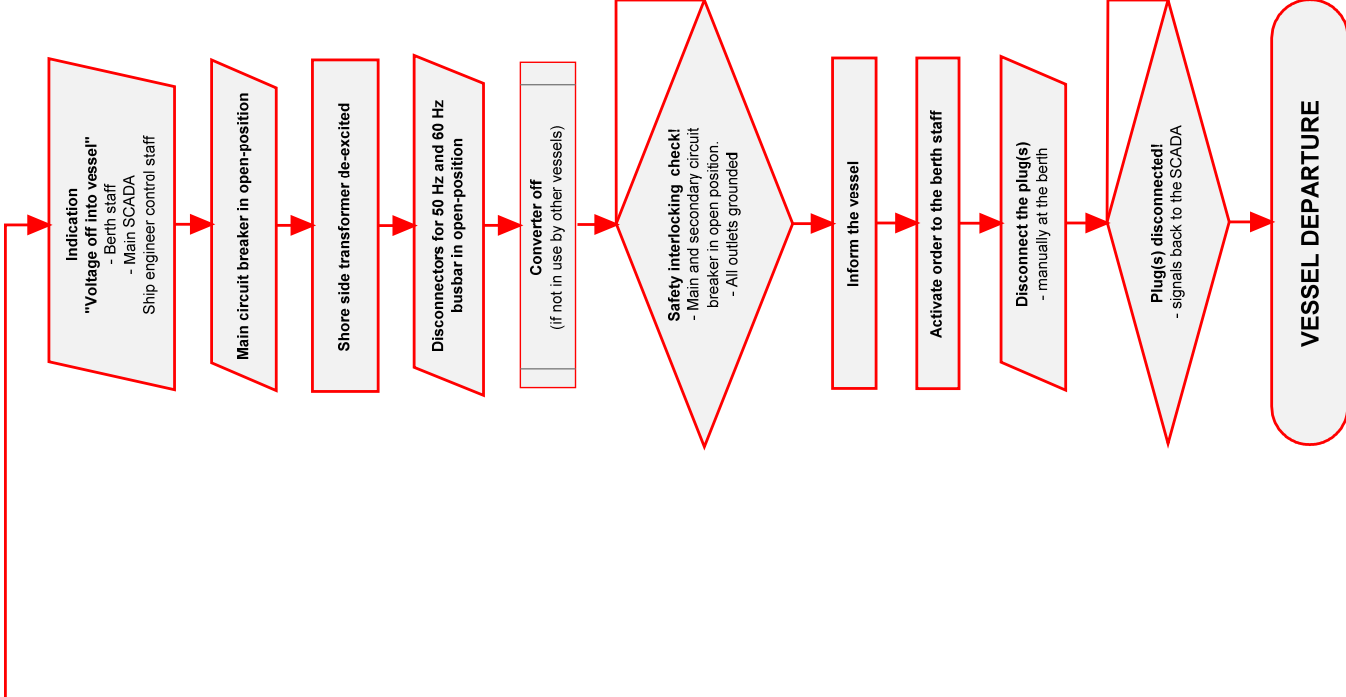 Indication
"Voltage off into vessel"
- Berth staff
- Main SCADA
Ship engineer control staff
Main circuit breaker in open-position
Shore side transformer de-excited
Disconnectors for 50 Hz and 60 Hz
busbar in open-position
Converter off
(if not in use by other vessels)
Safety interlocking check!
- Main and secondary circuit
breaker in open position.
- All outlets grounded
Inform the vessel
Activate order to the berth staff
Disconnect the plug(s)
- manually at the berth
Plug(s) disconnected!
- signals back to the SCADA
VESSEL DEPARTURE